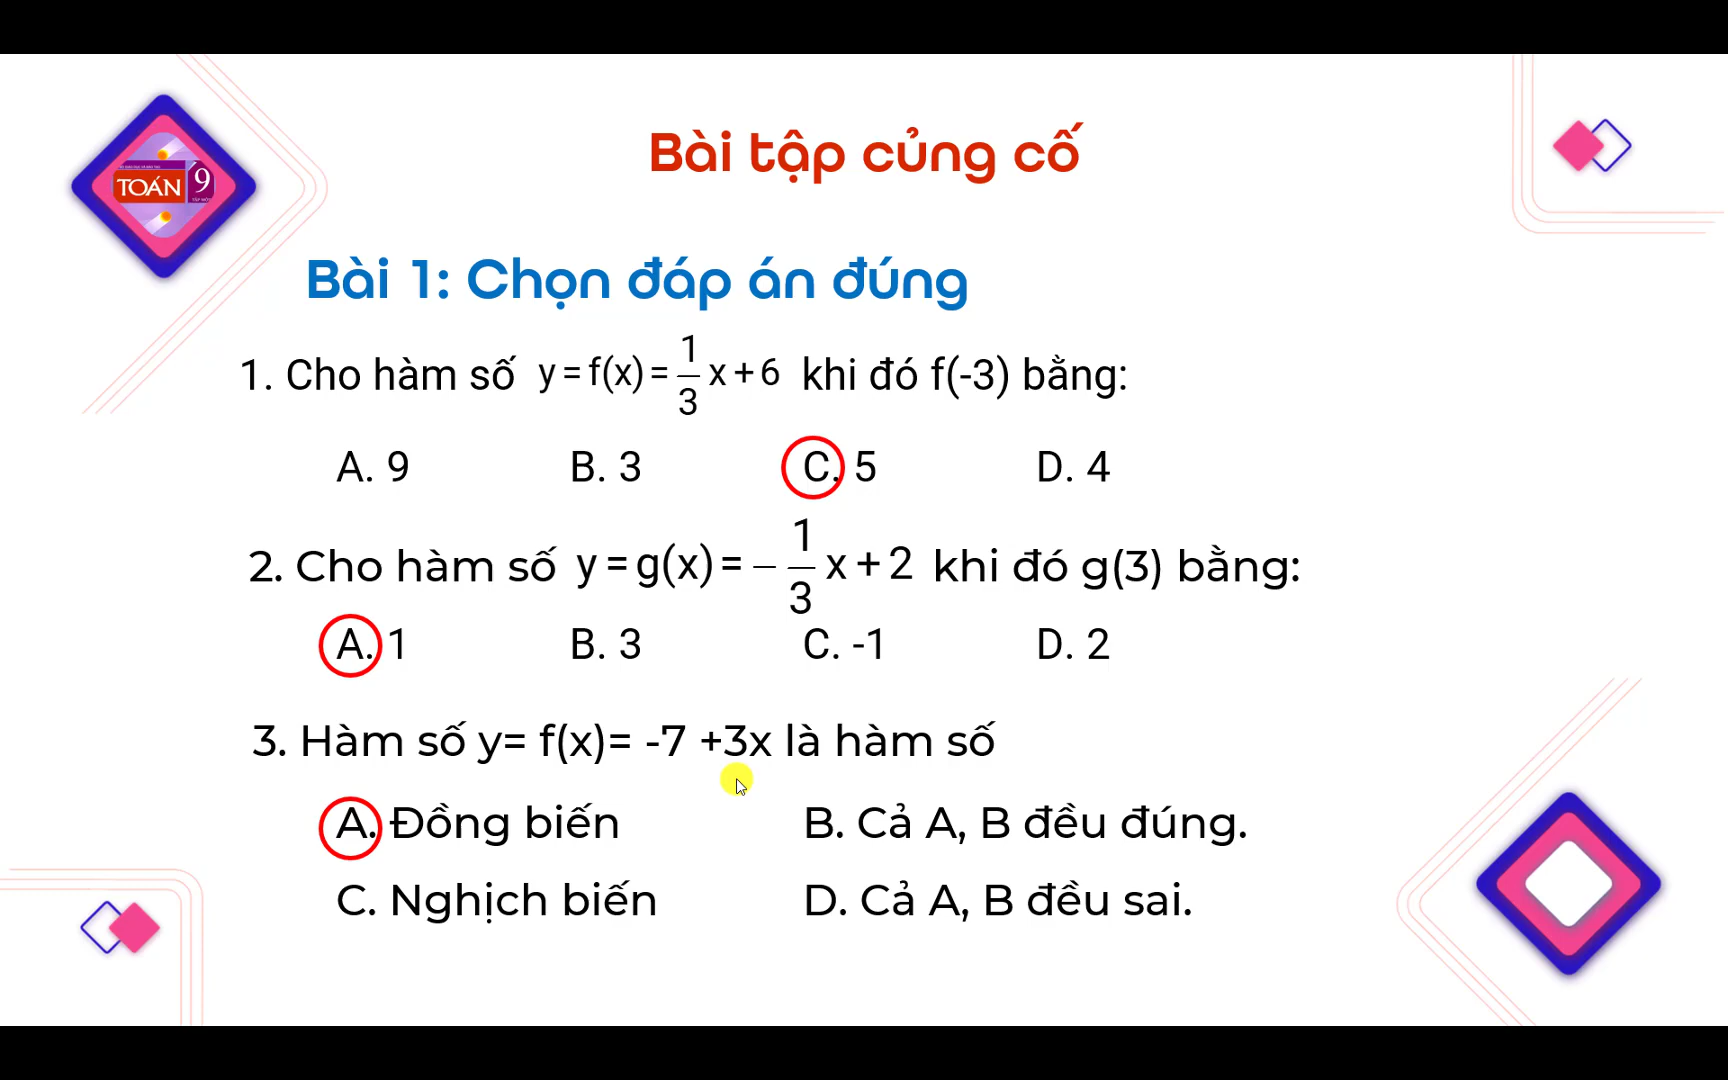 Bài tập củng cố
TOÁN 9
Bài 1: Chọn đáp án đúng
1. Cho hàm số y = f(x) = 1/3 x + 6 khi đó f(-3) bằng:
A. 9 B. 3 C. 5 D. 4
2. Cho hàm số y = g(x) = - 1/3 x + 2 khi đó g(3) bằng:
A. 1 B. 3 C. -1 D. 2
3. Hàm số y= f(x)= -7 +3x là hàm số
A. Đồng biến B. Cả A, B đều đúng.
C. Nghịch biến D. Cả A, B đều sai.